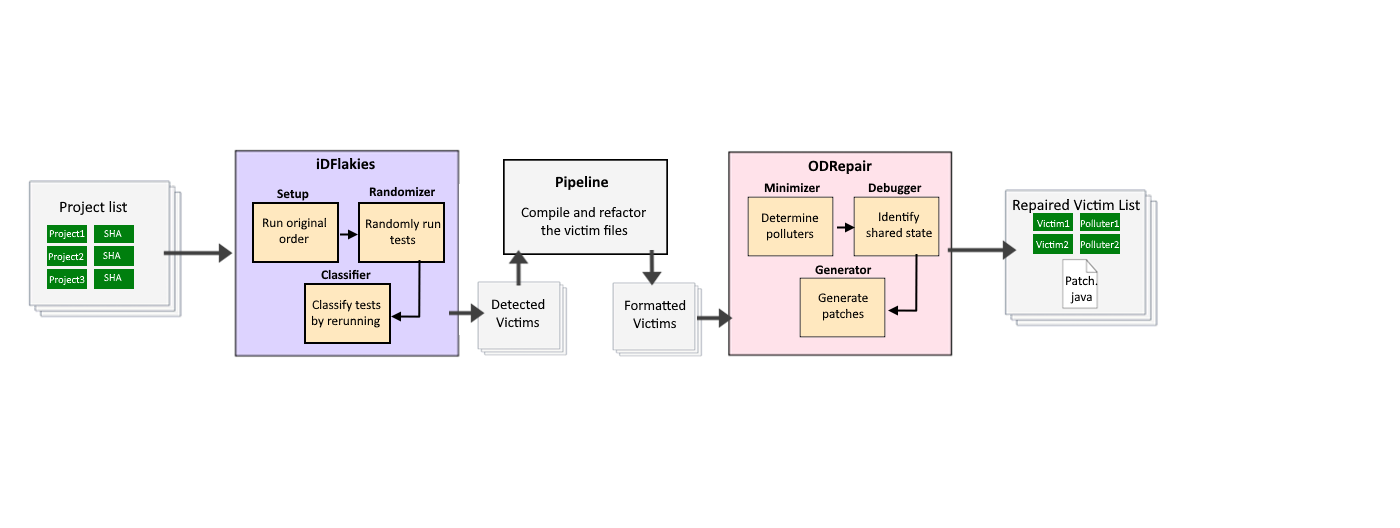 Project list
Project1 SHA
Project2 SHA
Project3 SHA
iDFlakies
Setup
Run original
order
Randomizer
Randomly run
tests
Classifier
Classify tests
by rerunning
Detected
Victims
Pipeline
Compile and refactor
the victim files
Formatted
Victims
ODRepair
Minimizer
Determine
polluters
Debugger
Identify
shared state
Generator
Generate
patches
Repaired Victim List
Victim1 Polluter1
Victim2 Polluter2
Patch.
java